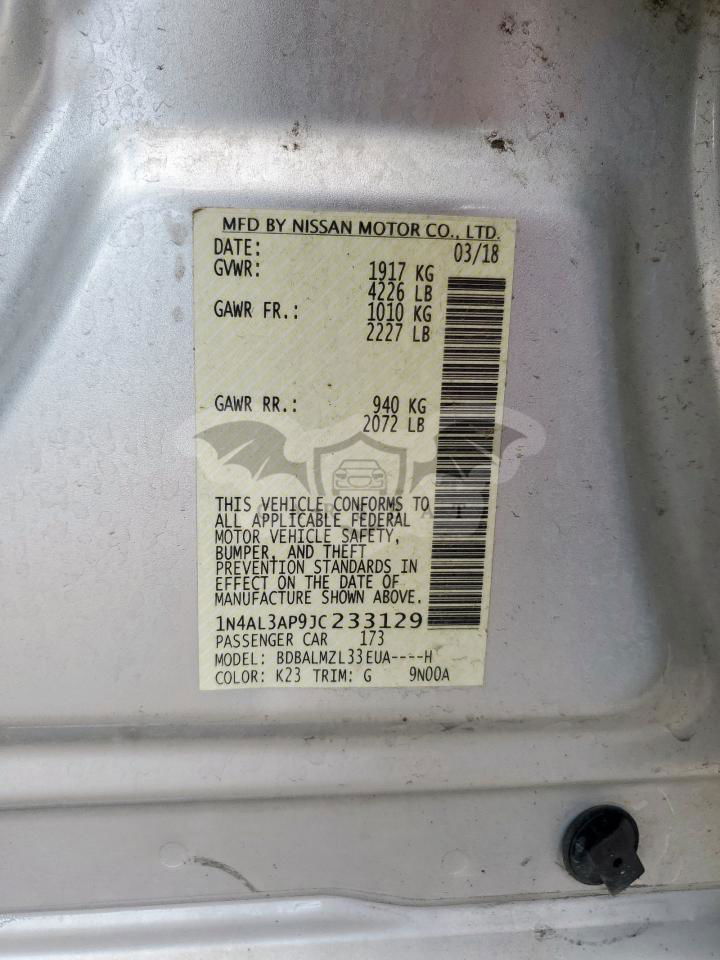 MFD BY NISSAN MOTOR CO., LTD.
DATE: 03/18
GVWR: 1917 KG
4226 LB
GAWR FR.: 1010 KG
2227 LB
GAWR RR.: 940 KG
2072 LB
THIS VEHICLE CONFORMS TO
ALL APPLICABLE FEDERAL
MOTOR VEHICLE SAFETY,
BUMPER, AND THEFT
PREVENTION STANDARDS IN
EFFECT ON THE DATE OF
MANUFACTURE SHOWN ABOVE.
1N4AL3AP9JC233129
PASSENGER CAR 173
MODEL: BDBALMZL33EUA----H
COLOR: K23 TRIM: G 9N00A